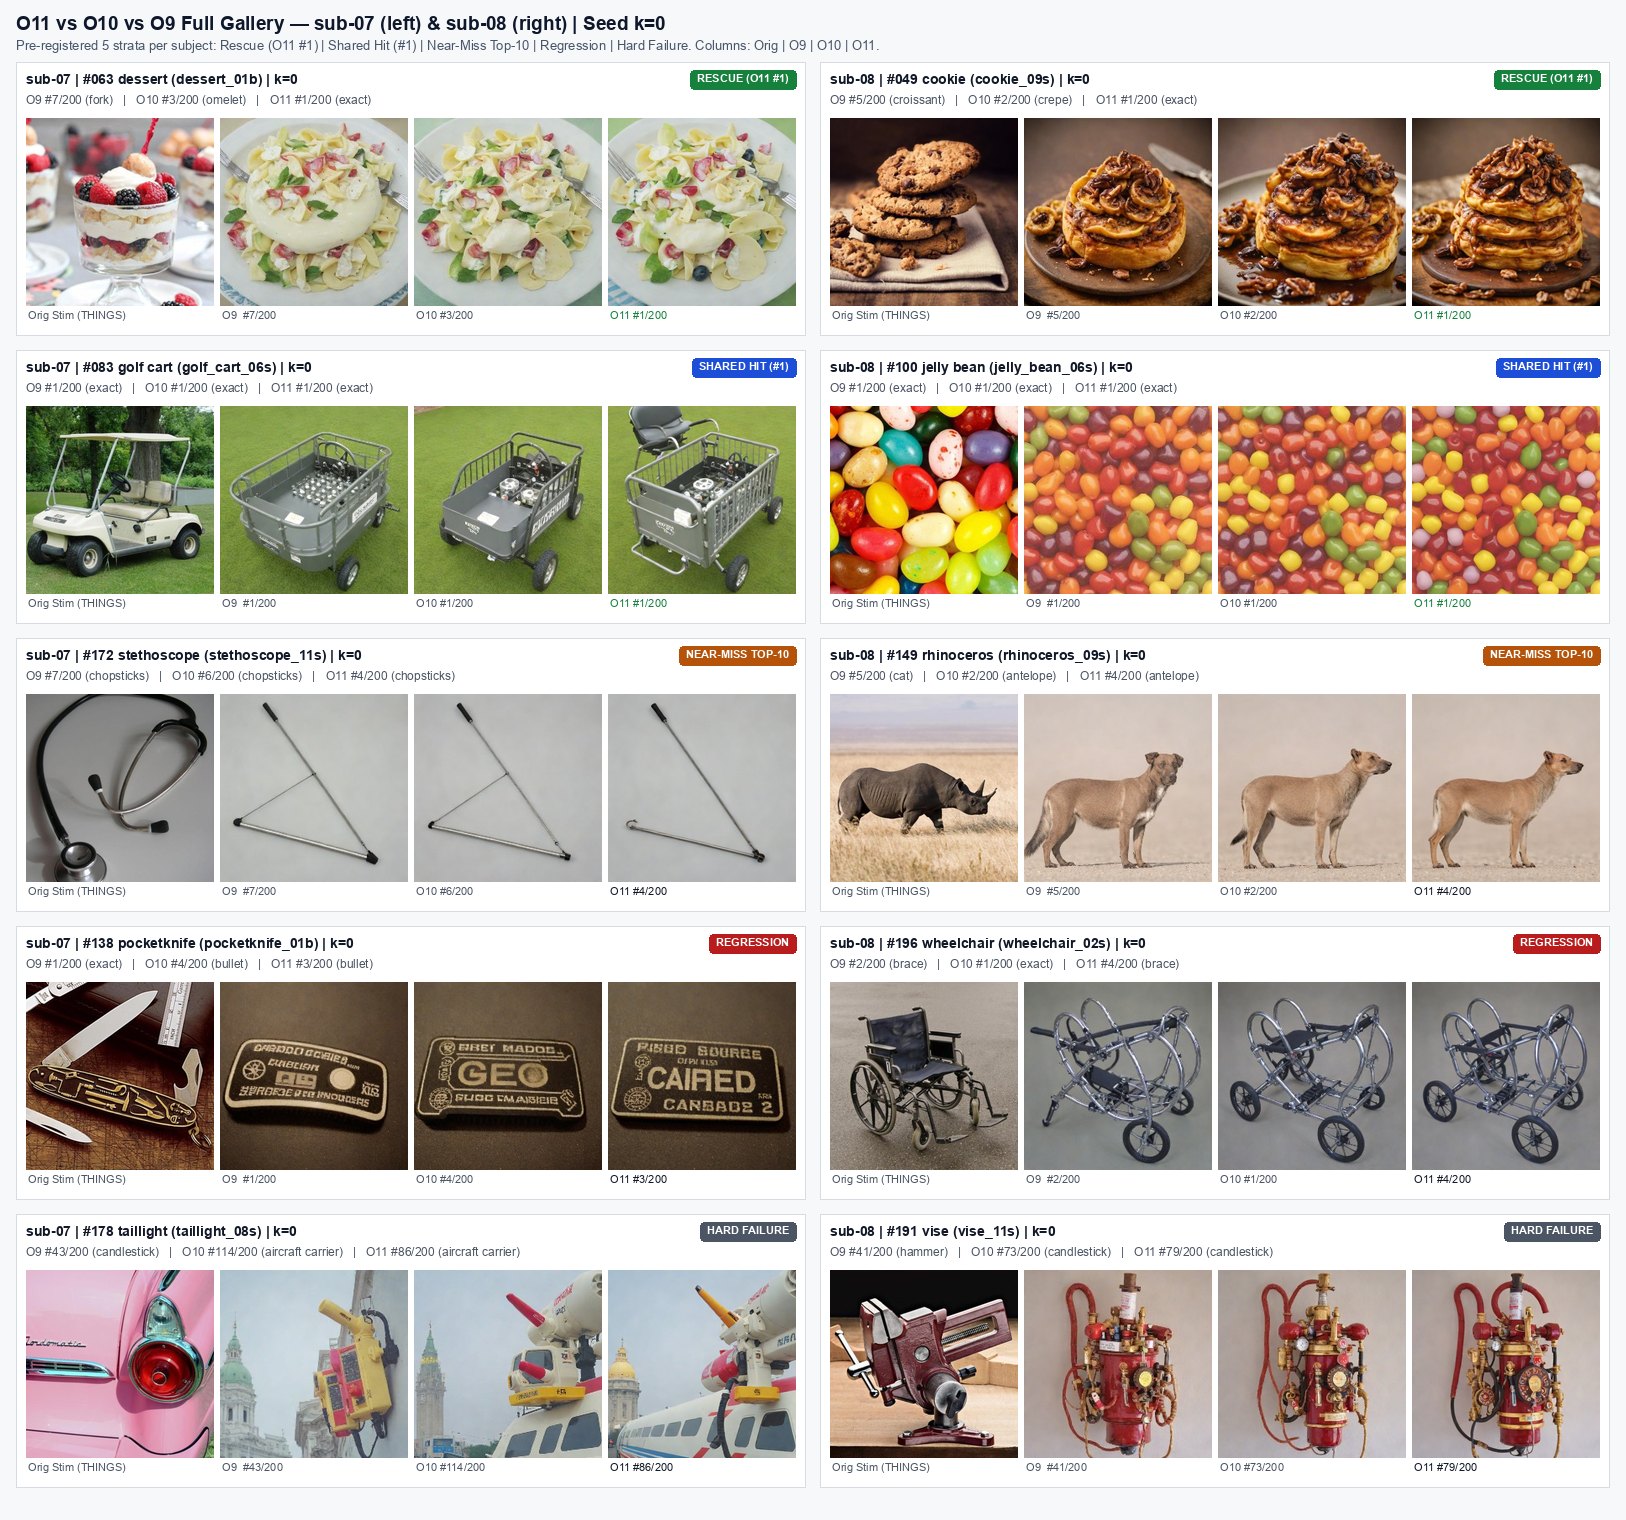 O11 vs O10 vs O9 Full Gallery — sub-07 (left) & sub-08 (right) | Seed k=0
Pre-registered 5 strata per subject: Rescue (O11 #1) | Shared Hit (#1) | Near-Miss Top-10 | Regression | Hard Failure. Columns: Orig | O9 | O10 | O11.
sub-07 | #063 dessert (dessert_01b) | k=0
RESCUE (O11 #1)
O9 #7/200 (fork) | O10 #3/200 (omelet) | O11 #1/200 (exact)
Orig Stim (THINGS)
O9 #7/200
O10 #3/200
O11 #1/200
sub-08 | #049 cookie (cookie_09s) | k=0
RESCUE (O11 #1)
O9 #5/200 (croissant) | O10 #2/200 (crepe) | O11 #1/200 (exact)
Orig Stim (THINGS)
O9 #5/200
O10 #2/200
O11 #1/200
sub-07 | #083 golf cart (golf_cart_06s) | k=0
SHARED HIT (#1)
O9 #1/200 (exact) | O10 #1/200 (exact) | O11 #1/200 (exact)
Orig Stim (THINGS)
O9 #1/200
O10 #1/200
O11 #1/200
sub-08 | #100 jelly bean (jelly_bean_06s) | k=0
SHARED HIT (#1)
O9 #1/200 (exact) | O10 #1/200 (exact) | O11 #1/200 (exact)
Orig Stim (THINGS)
O9 #1/200
O10 #1/200
O11 #1/200
sub-07 | #172 stethoscope (stethoscope_11s) | k=0
NEAR-MISS TOP-10
O9 #7/200 (chopsticks) | O10 #6/200 (chopsticks) | O11 #4/200 (chopsticks)
Orig Stim (THINGS)
O9 #7/200
O10 #6/200
O11 #4/200
sub-08 | #149 rhinoceros (rhinoceros_09s) | k=0
NEAR-MISS TOP-10
O9 #5/200 (cat) | O10 #2/200 (antelope) | O11 #4/200 (antelope)
Orig Stim (THINGS)
O9 #5/200
O10 #2/200
O11 #4/200
sub-07 | #138 pocketknife (pocketknife_01b) | k=0
REGRESSION
O9 #1/200 (exact) | O10 #4/200 (bullet) | O11 #3/200 (bullet)
GEO
CAIRED
CARBADS 2
Orig Stim (THINGS)
O9 #1/200
O10 #4/200
O11 #3/200
sub-08 | #196 wheelchair (wheelchair_02s) | k=0
REGRESSION
O9 #2/200 (brace) | O10 #1/200 (exact) | O11 #4/200 (brace)
Orig Stim (THINGS)
O9 #2/200
O10 #1/200
O11 #4/200
sub-07 | #178 taillight (taillight_08s) | k=0
HARD FAILURE
O9 #43/200 (candlestick) | O10 #114/200 (aircraft carrier) | O11 #86/200 (aircraft carrier)
Orig Stim (THINGS)
O9 #43/200
O10 #114/200
O11 #86/200
sub-08 | #191 vise (vise_11s) | k=0
HARD FAILURE
O9 #41/200 (hammer) | O10 #73/200 (candlestick) | O11 #79/200 (candlestick)
Orig Stim (THINGS)
O9 #41/200
O10 #73/200
O11 #79/200